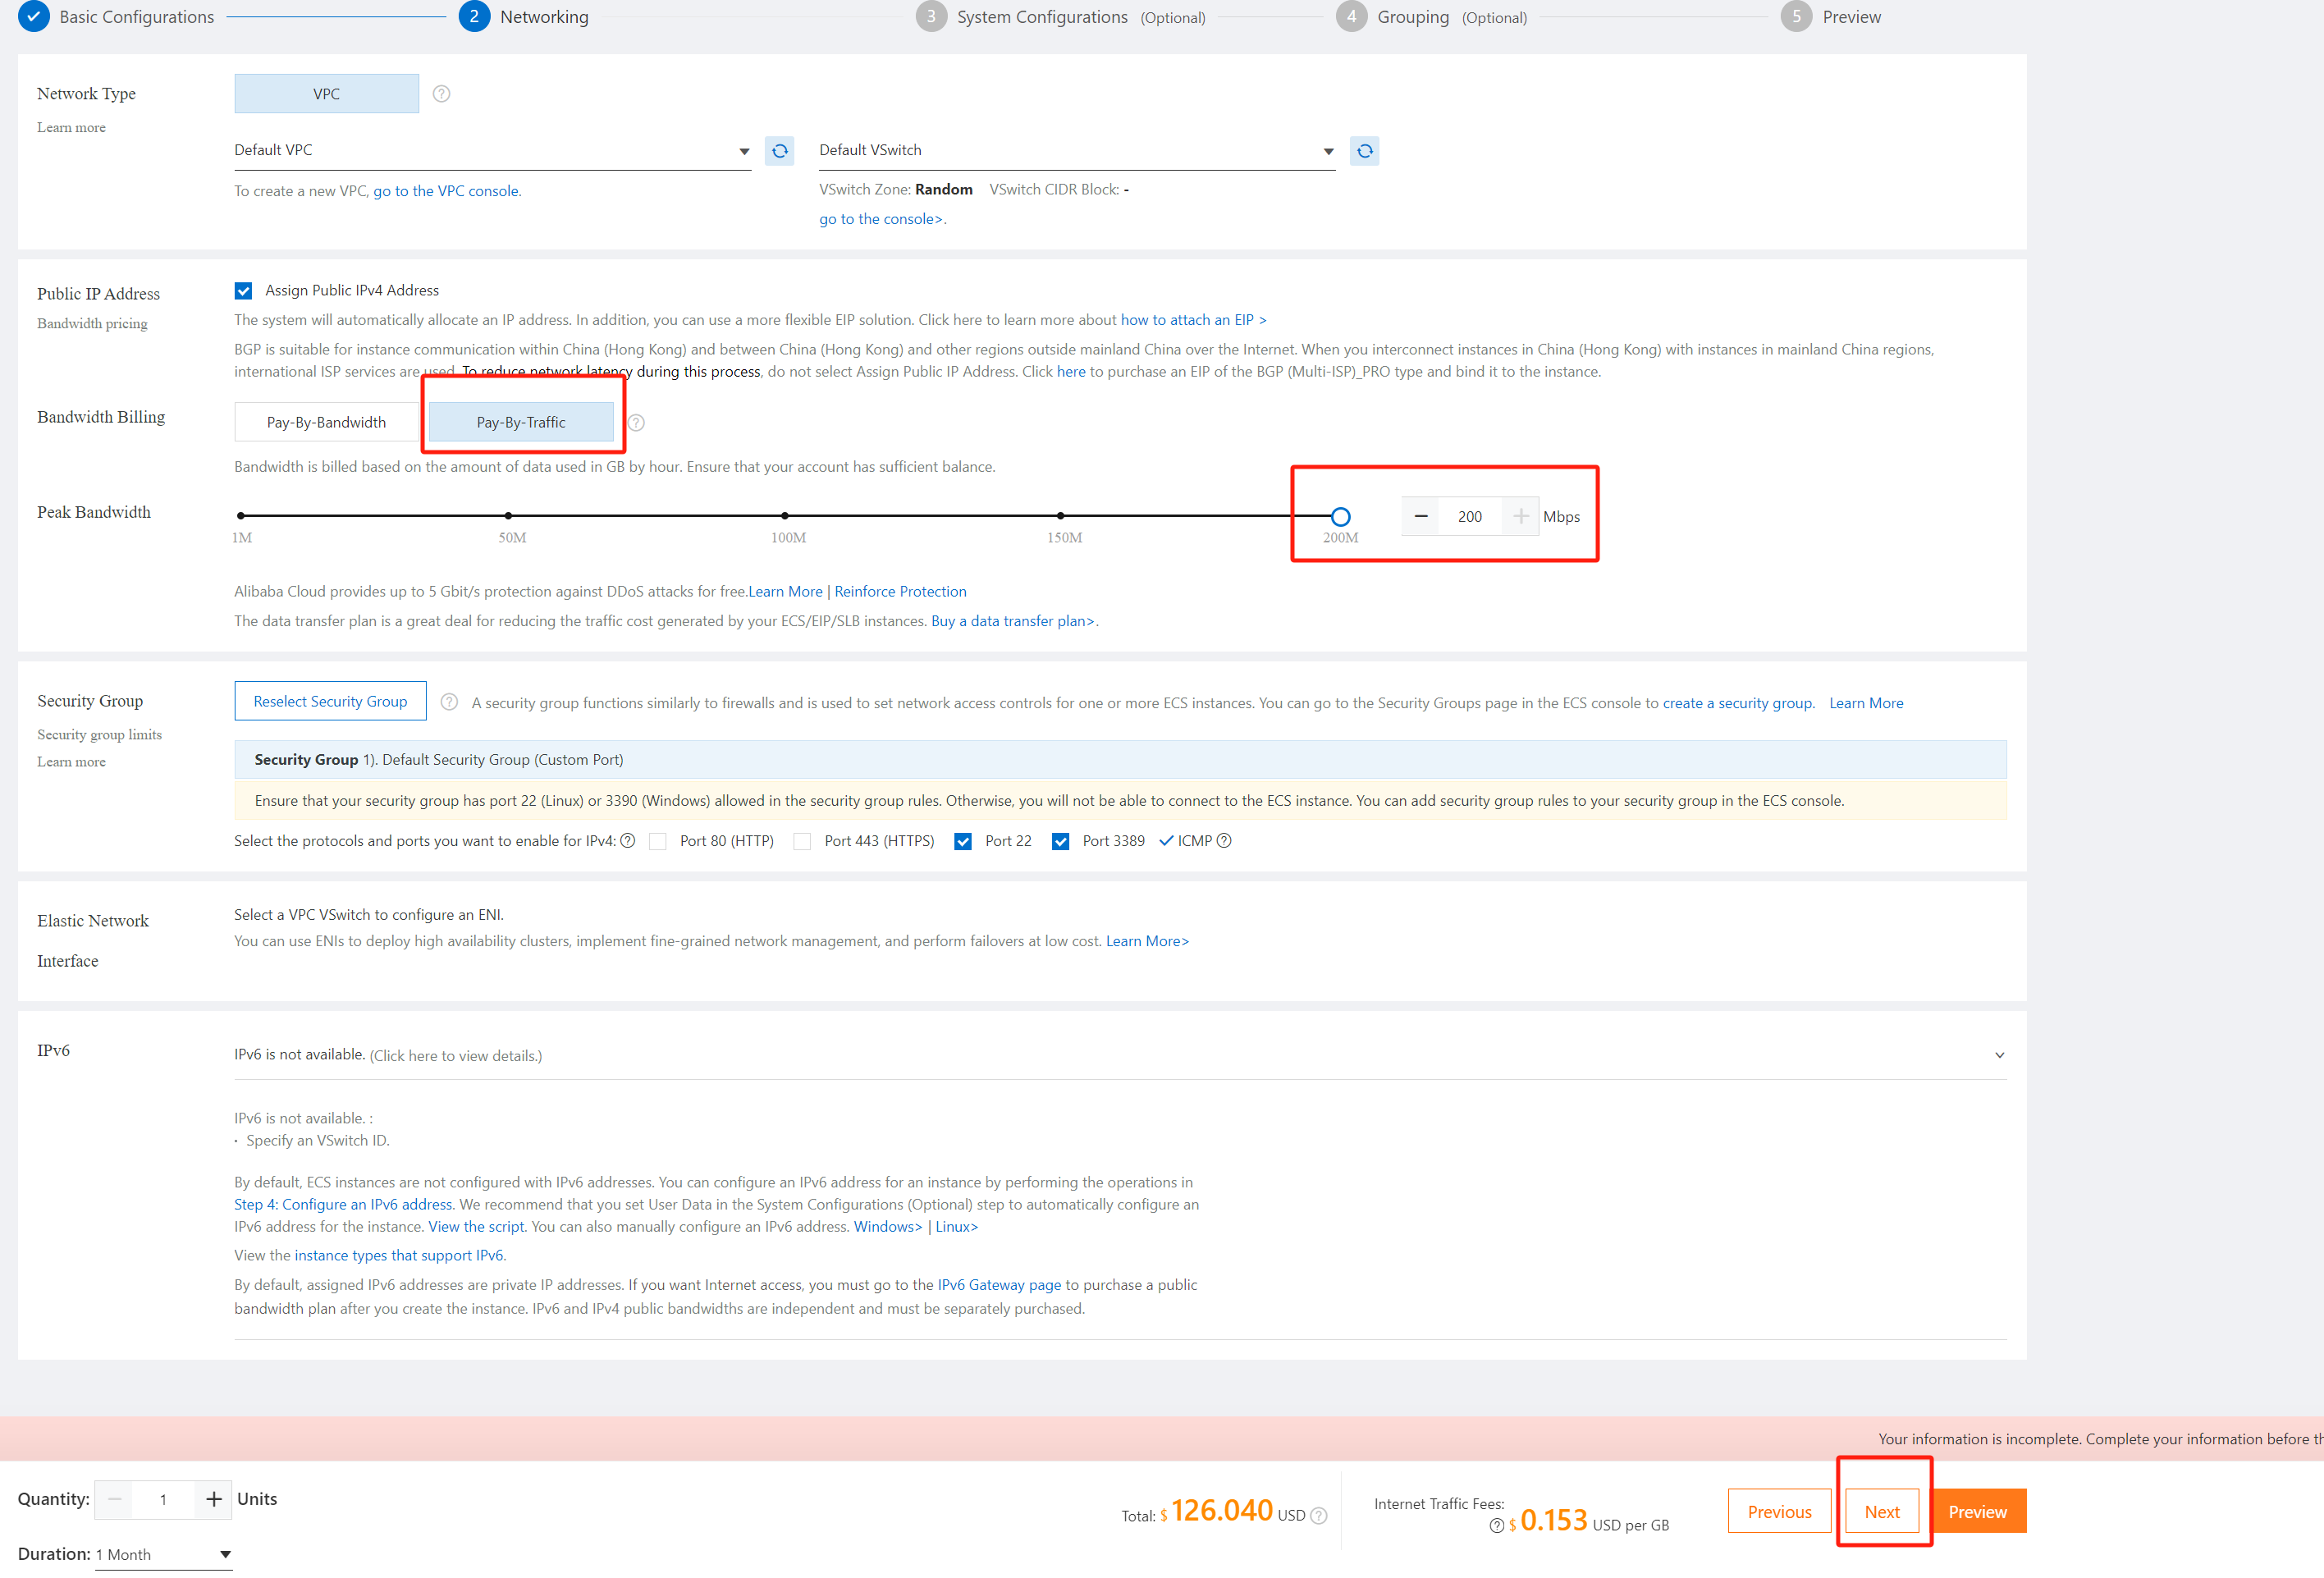 Basic Configurations
2 Networking
3 System Configurations (Optional)
4 Grouping (Optional)
5 Preview
Network Type
VPC
Learn more
Default VPC
Default VSwitch
To create a new VPC, go to the VPC console.
VSwitch Zone: Random VSwitch CIDR Block: -
go to the console>.
Public IP Address
Assign Public IPv4 Address
Bandwidth pricing
The system will automatically allocate an IP address. In addition, you can use a more flexible EIP solution. Click here to learn more about how to attach an EIP >
BGP is suitable for instance communication within China (Hong Kong) and between China (Hong Kong) and other regions outside mainland China over the Internet. When you interconnect instances in China (Hong Kong) with instances in mainland China regions,
international ISP services are used. To reduce network latency during this process, do not select Assign Public IP Address. Click here to purchase an EIP of the BGP (Multi-ISP)_PRO type and bind it to the instance.
Bandwidth Billing
Pay-By-Bandwidth
Pay-By-Traffic
Bandwidth is billed based on the amount of data used in GB by hour. Ensure that your account has sufficient balance.
Peak Bandwidth
1M
50M
100M
150M
200M
200 Mbps
Alibaba Cloud provides up to 5 Gbit/s protection against DDoS attacks for free.Learn More | Reinforce Protection
The data transfer plan is a great deal for reducing the traffic cost generated by your ECS/EIP/SLB instances. Buy a data transfer plan>.
Security Group
Reselect Security Group
A security group functions similarly to firewalls and is used to set network access controls for one or more ECS instances. You can go to the Security Groups page in the ECS console to create a security group. Learn More
Security group limits
Learn more
Security Group 1). Default Security Group (Custom Port)
Ensure that your security group has port 22 (Linux) or 3390 (Windows) allowed in the security group rules. Otherwise, you will not be able to connect to the ECS instance. You can add security group rules to your security group in the ECS console.
Select the protocols and ports you want to enable for IPv4: Port 80 (HTTP) Port 443 (HTTPS) Port 22 Port 3389 ICMP
Elastic Network
Interface
Select a VPC VSwitch to configure an ENI.
You can use ENIs to deploy high availability clusters, implement fine-grained network management, and perform failovers at low cost. Learn More>
IPv6
IPv6 is not available. (Click here to view details.)
IPv6 is not available. :
· Specify an VSwitch ID.
By default, ECS instances are not configured with IPv6 addresses. You can configure an IPv6 address for an instance by performing the operations in
Step 4: Configure an IPv6 address. We recommend that you set User Data in the System Configurations (Optional) step to automatically configure an
IPv6 address for the instance. View the script. You can also manually configure an IPv6 address. Windows> | Linux>
View the instance types that support IPv6.
By default, assigned IPv6 addresses are private IP addresses. If you want Internet access, you must go to the IPv6 Gateway page to purchase a public
bandwidth plan after you create the instance. IPv6 and IPv4 public bandwidths are independent and must be separately purchased.
Your information is incomplete. Complete your information before
Quantity: 1 Units
Total: $ 126.040 USD
Internet Traffic Fees:
$ 0.153 USD per GB
Previous
Next
Preview
Duration: 1 Month